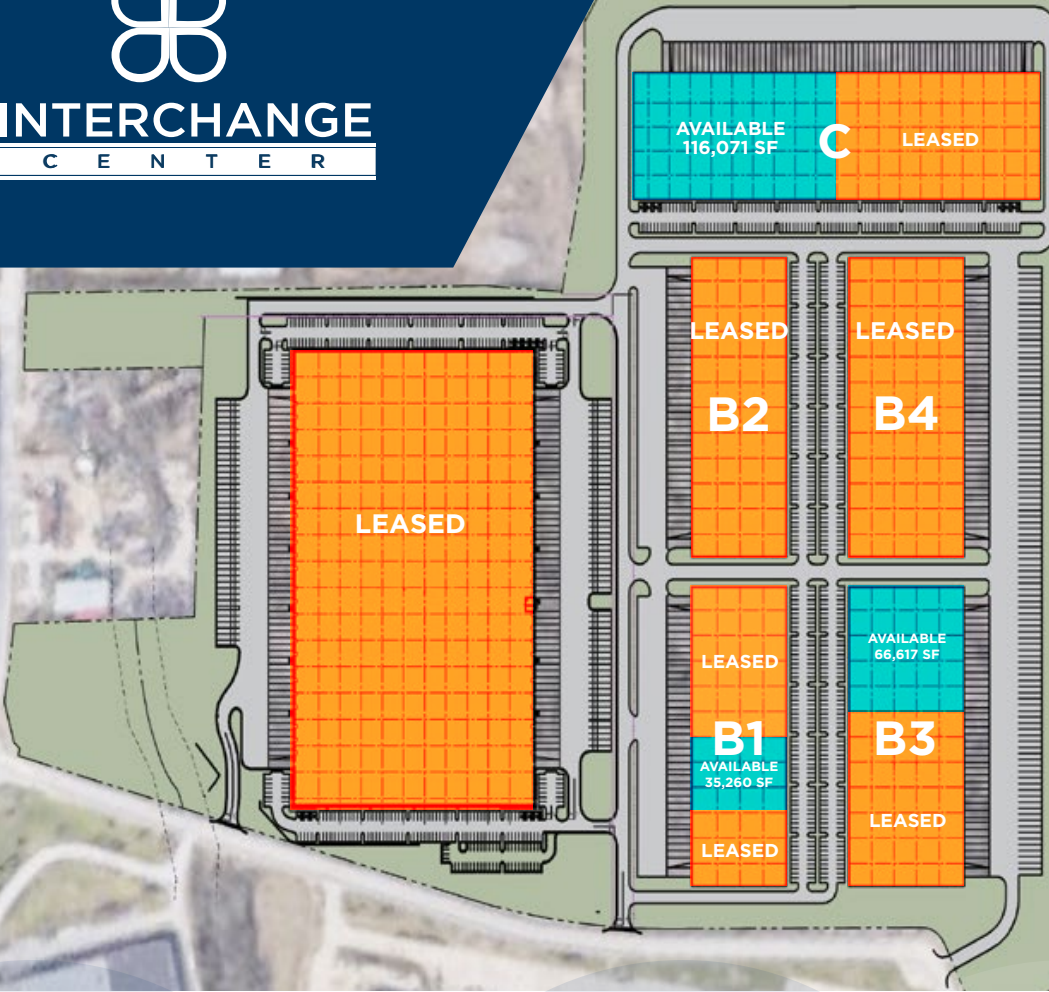 INTERCHANGE
CENTER
AVAILABLE
116,071 SF
C
LEASED
LEASED
B2
LEASED
B4
LEASED
LEASED
B1
AVAILABLE
35,260 SF
LEASED
AVAILABLE
66,617 SF
B3
LEASED